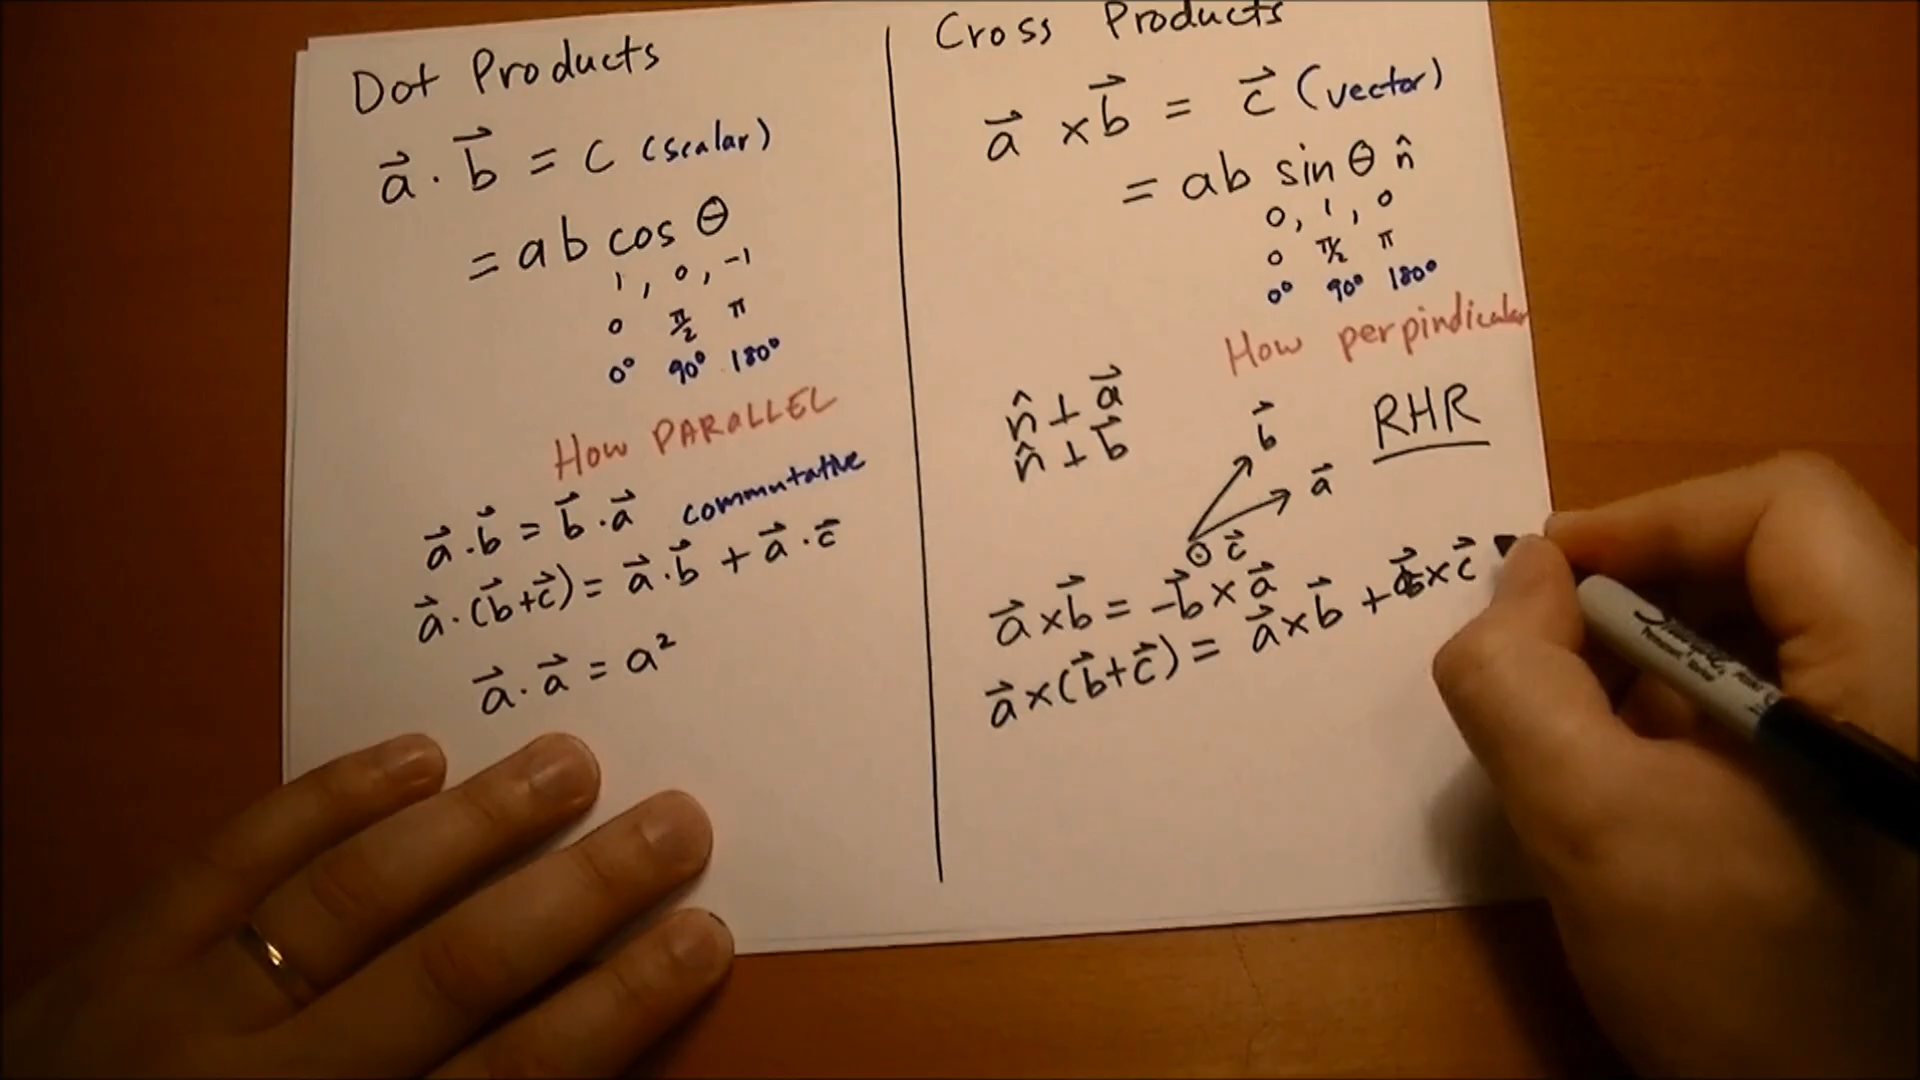 Dot Products
a⃗ · b⃗ = c (scalar)
= a b cos θ
1, 0, -1
0 π/2 π
0° 90° 180°
How PARALLEL
a⃗ · b⃗ = b⃗ · a⃗ commutative
a⃗ · (b⃗ + c⃗) = a⃗ · b⃗ + a⃗ · c⃗
a⃗ · a⃗ = a²
Cross Products
a⃗ × b⃗ = c⃗ (vector)
= ab sin θ n̂
0, 1, 0
0 π/2 π
0° 90° 180°
How perpindicular
n̂ ⊥ a⃗
n̂ ⊥ b⃗
RHR
b⃗
a⃗
c⃗
a⃗ × b⃗ = -b⃗ × a⃗
a⃗ × (b⃗ + c⃗) = a⃗ × b⃗ + a⃗ × c⃗